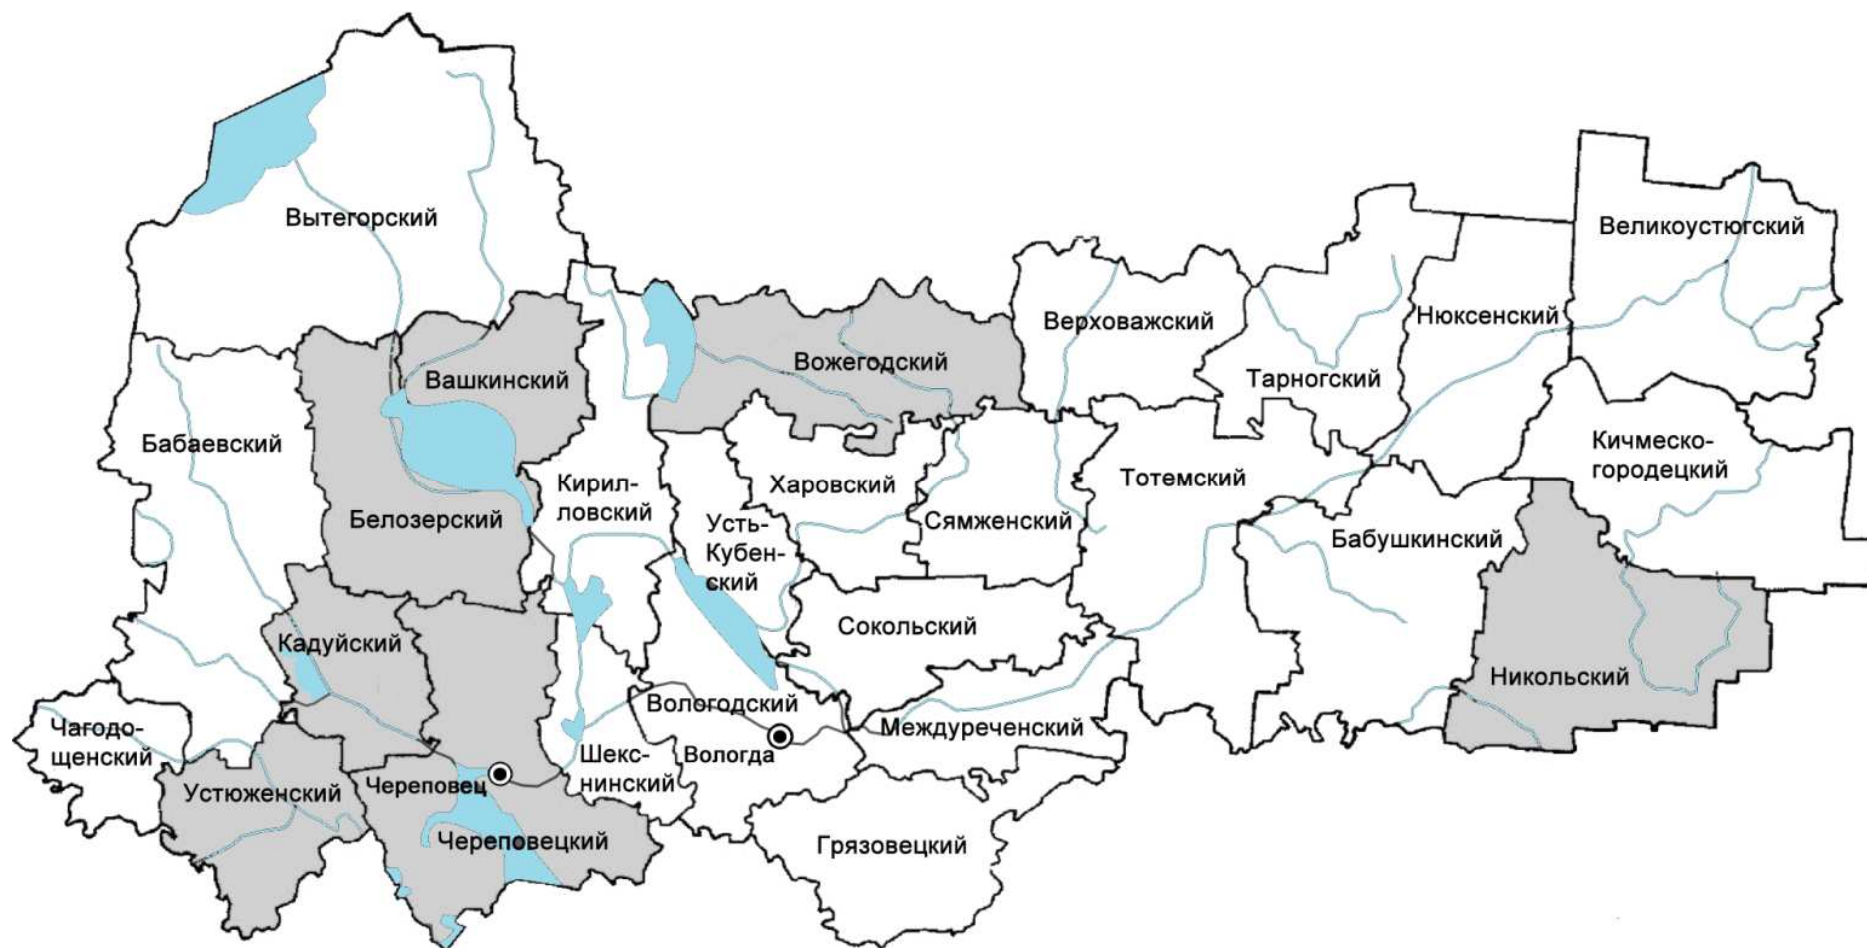 Вытегорский
Великоустюгский
Верховажский
Нюксенский
Вожегодский
Вашкинский
Тарногский
Бабаевский
Кичмеско-
городецкий
Белозерский
Кирил-
ловский
Харовский
Усть-
Кубен-
ский
Сямженский
Тотемский
Бабушкинский
Кадуйский
Сокольский
Никольский
Чагодо-
щенский
Вологодский
Междуреченский
Вологда
Шекс-
нинский
Устюженский
Череповец
Череповецкий
Грязовецкий